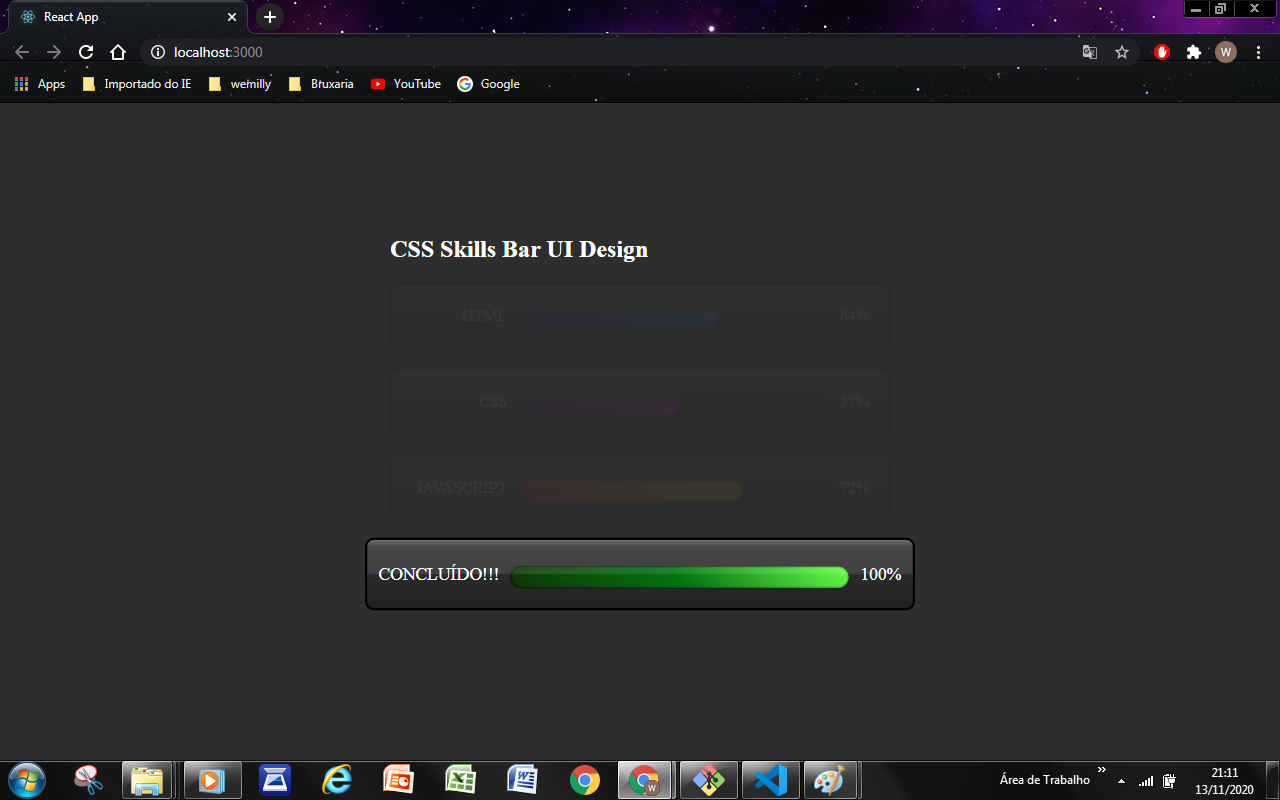 React App
localhost:3000
Apps Importado do IE wemilly Bruxaria YouTube Google
CSS Skills Bar UI Design
HTML 64%
CSS 52%
JAVASCRIPT 72%
CONCLUÍDO!!! 100%
W
Área de Trabalho » 21:11
13/11/2020